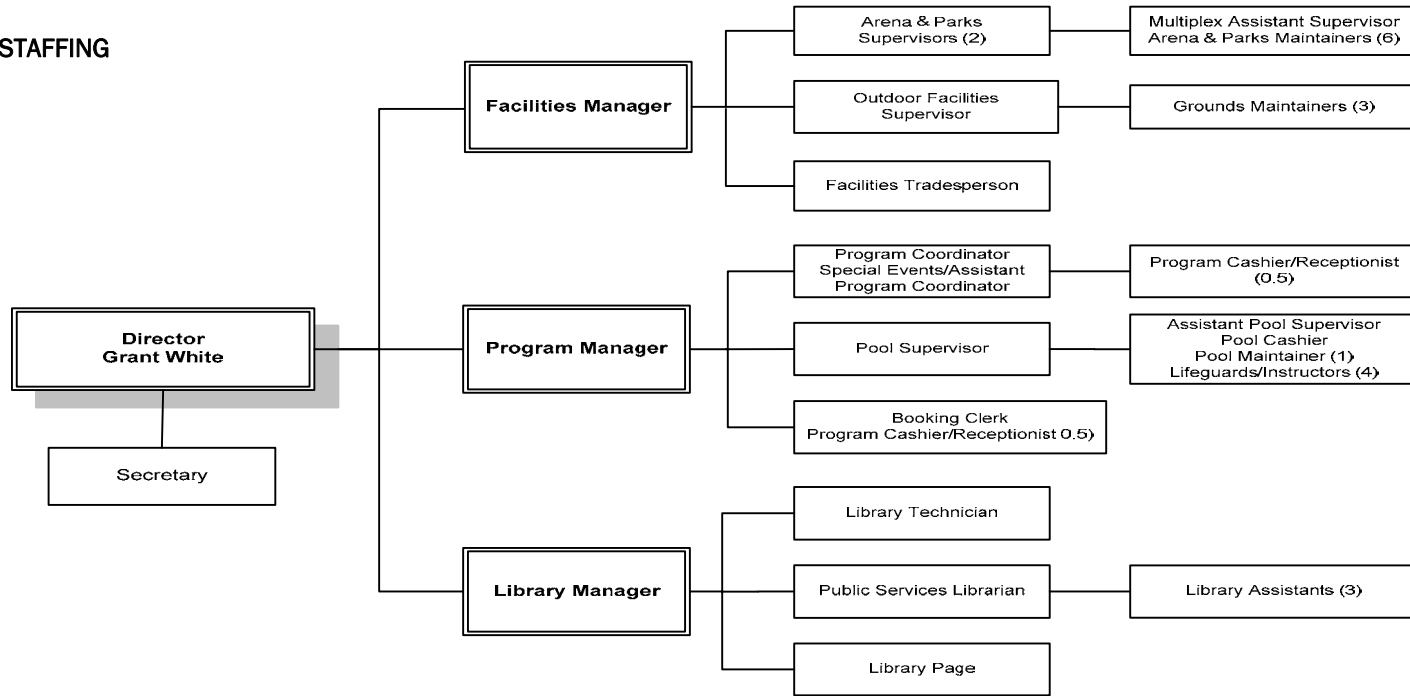 STAFFING
Director
Grant White
Secretary
Facilities Manager
Arena & Parks
Supervisors (2)
Multiplex Assistant Supervisor
Arena & Parks Maintainers (6)
Outdoor Facilities
Supervisor
Grounds Maintainers (3)
Facilities Tradesperson
Program Manager
Program Coordinator
Special Events/Assistant
Program Coordinator
Program Cashier/Receptionist
(0.5)
Pool Supervisor
Assistant Pool Supervisor
Pool Cashier
Pool Maintainer (1)
Lifeguards/Instructors (4)
Booking Clerk
Program Cashier/Receptionist 0.5)
Library Manager
Library Technician
Public Services Librarian
Library Assistants (3)
Library Page